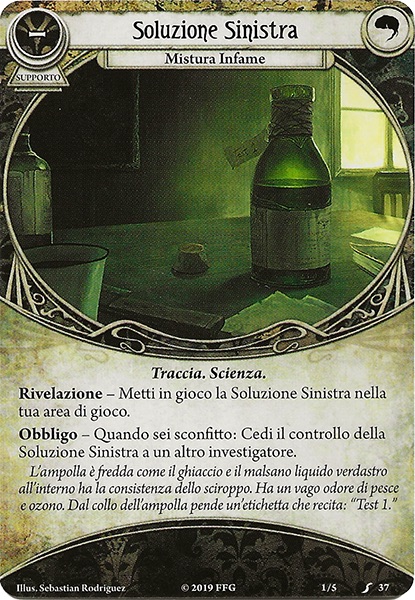 Soluzione Sinistra
Mistura Infame
SUPPORTO
Traccia. Scienza.
Rivelazione – Metti in gioco la Soluzione Sinistra nella
tua area di gioco.
Obbligo – Quando sei sconfitto: Cedi il controllo della
Soluzione Sinistra a un altro investigatore.
L'ampolla è fredda come il ghiaccio e il malsano liquido verdastro
all'interno ha la consistenza dello sciroppo. Ha un vago odore di pesce
e ozono. Dal collo dell'ampolla pende un'etichetta che recita: “Test 1.”
Illus. Sebastian Rodriguez © 2019 FFG 1/5 37